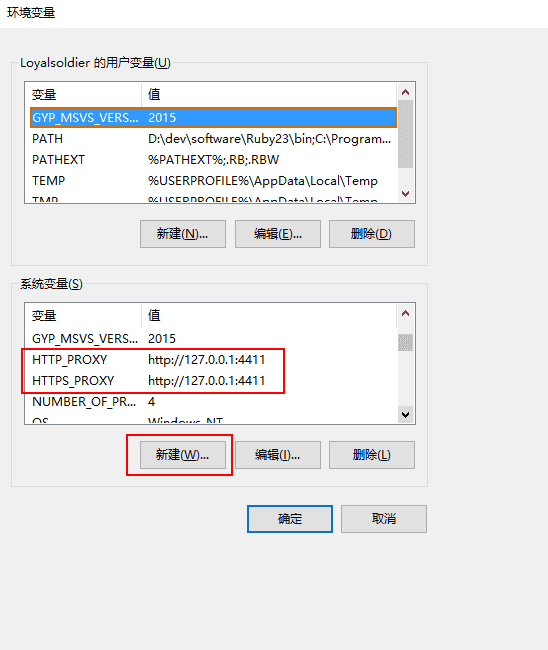 环境变量
Loyalsoldier 的用户变量(U)
变量 值
GYP_MSVS_VERS... 2015
PATH D:\dev\software\Ruby23\bin;C:\Program...
PATHEXT %PATHEXT%;.RB;.RBW
TEMP %USERPROFILE%\AppData\Local\Temp
TMP %USERPROFILE%\AppData\Local\Temp
新建(N)... 编辑(E)... 删除(D)
系统变量(S)
变量 值
GYP_MSVS_VERS... 2015
HTTP_PROXY http://127.0.0.1:4411
HTTPS_PROXY http://127.0.0.1:4411
NUMBER_OF_PR... 4
OS Windows_NT
新建(W)... 编辑(I)... 删除(L)
确定 取消